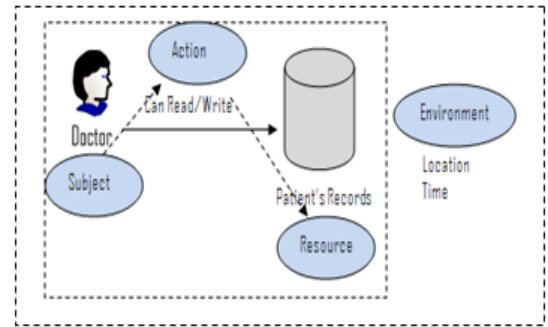 Action
Can Read/Write
Doctor
Environment
Location
Time
Subject
Patient's Records
Resource